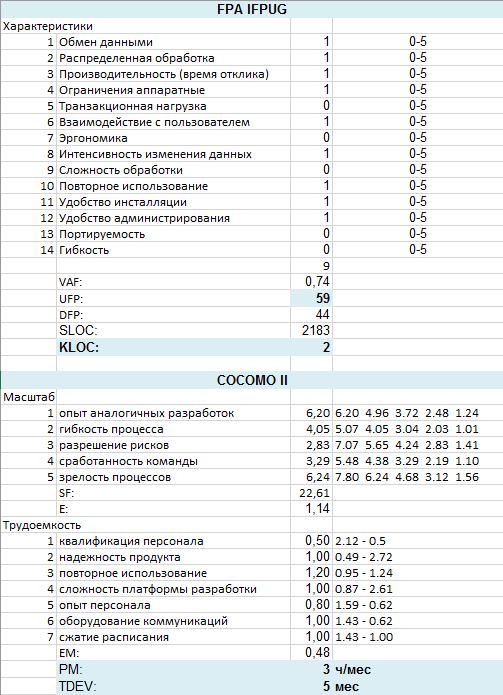 FPA IFPUG
Характеристики
1 Обмен данными 1 0-5
2 Распределенная обработка 1 0-5
3 Производительность (время отклика) 1 0-5
4 Ограничения аппаратные 1 0-5
5 Транзакционная нагрузка 0 0-5
6 Взаимодействие с пользователем 1 0-5
7 Эргономика 0 0-5
8 Интенсивность изменения данных 1 0-5
9 Сложность обработки 0 0-5
10 Повторное использование 1 0-5
11 Удобство инсталляции 1 0-5
12 Удобство администрирования 1 0-5
13 Портируемость 0 0-5
14 Гибкость 0 0-5
9
VAF: 0,74
UFP: 59
DFP: 44
SLOC: 2183
KLOC: 2
COCOMO II
Масштаб
1 опыт аналогичных разработок 6,20 6.20 4.96 3.72 2.48 1.24
2 гибкость процесса 4,05 5.07 4.05 3.04 2.03 1.01
3 разрешение рисков 2,83 7.07 5.65 4.24 2.83 1.41
4 сработанность команды 3,29 5.48 4.38 3.29 2.19 1.10
5 зрелость процессов 6,24 7.80 6.24 4.68 3.12 1.56
SF: 22,61
E: 1,14
Трудоемкость
1 квалификация персонала 0,50 2.12 - 0.5
2 надежность продукта 1,00 0.49 - 2.72
3 повторное использование 1,20 0.95 - 1.24
4 сложность платформы разработки 1,00 0.87 - 2.61
5 опыт персонала 0,80 1.59 - 0.62
6 оборудование коммуникаций 1,00 1.43 - 0.62
7 сжатие расписания 1,00 1.43 - 1.00
EM: 0,48
PM: 3 ч/мес
TDEV: 5 мес